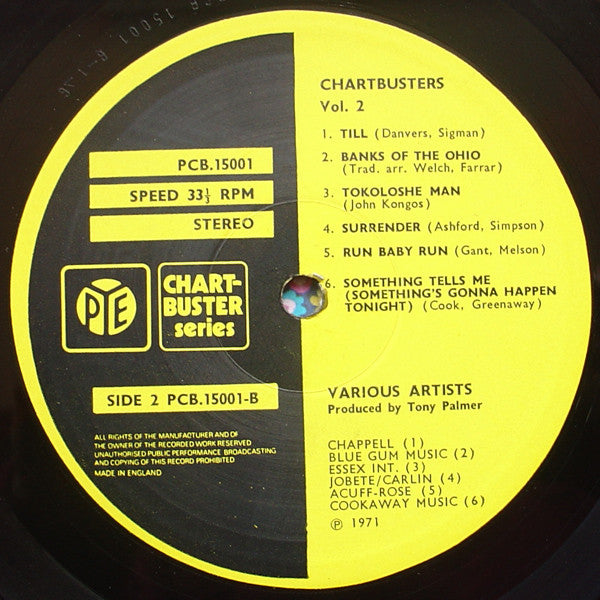 PCB.15001
SPEED 33⅓ RPM
STEREO
PYE
CHART-
BUSTER
series
SIDE 2 PCB.15001-B
ALL RIGHTS OF THE MANUFACTURER AND OF
THE OWNER OF THE RECORDED WORK RESERVED
UNAUTHORISED PUBLIC PERFORMANCE BROADCASTING
AND COPYING OF THIS RECORD PROHIBITED
MADE IN ENGLAND
CHARTBUSTERS
Vol. 2
1. TILL (Danvers, Sigman)
2. BANKS OF THE OHIO
(Trad. arr. Welch, Farrar)
3. TOKOLOSHE MAN
(John Kongos)
4. SURRENDER (Ashford, Simpson)
5. RUN BABY RUN (Gant, Melson)
6. SOMETHING TELLS ME
(SOMETHING'S GONNA HAPPEN
TONIGHT) (Cook, Greenaway)
VARIOUS ARTISTS
Produced by Tony Palmer
CHAPPELL (1)
BLUE GUM MUSIC (2)
ESSEX INT. (3)
JOBETE/CARLIN (4)
ACUFF-ROSE (5)
COOKAWAY MUSIC (6)
℗ 1971